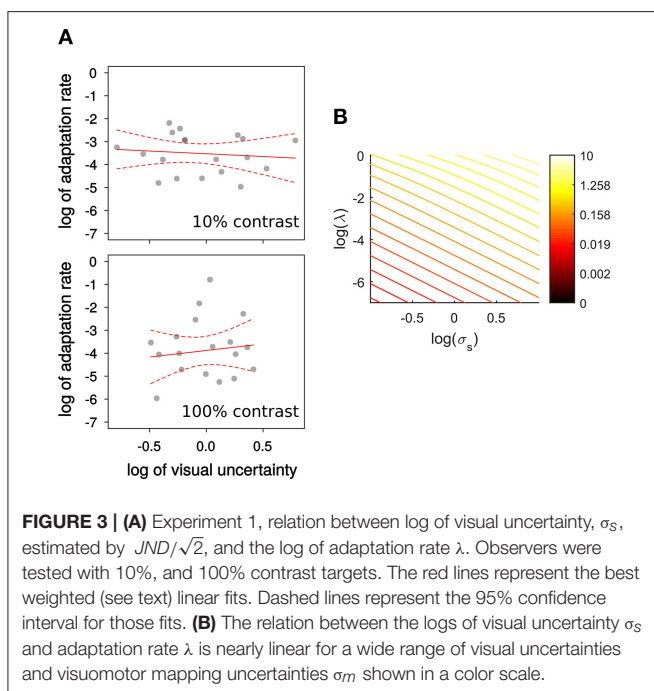 A
log of adaptation rate
0
-1
-2
-3
-4
-5
-6
-7
10% contrast
log of adaptation rate
0
-1
-2
-3
-4
-5
-6
-7
100% contrast
-0.5 0.0 0.5
log of visual uncertainty
B
log(λ)
0
-2
-4
-6
-0.5 0 0.5
log(σs)
10
1.258
0.158
0.019
0.002
0
FIGURE 3 | (A) Experiment 1, relation between log of visual uncertainty, σS,
estimated by JND/√2, and the log of adaptation rate λ. Observers were
tested with 10%, and 100% contrast targets. The red lines represent the best
weighted (see text) linear fits. Dashed lines represent the 95% confidence
interval for those fits. (B) The relation between the logs of visual uncertainty σS
and adaptation rate λ is nearly linear for a wide range of visual uncertainties
and visuomotor mapping uncertainties σm shown in a color scale.